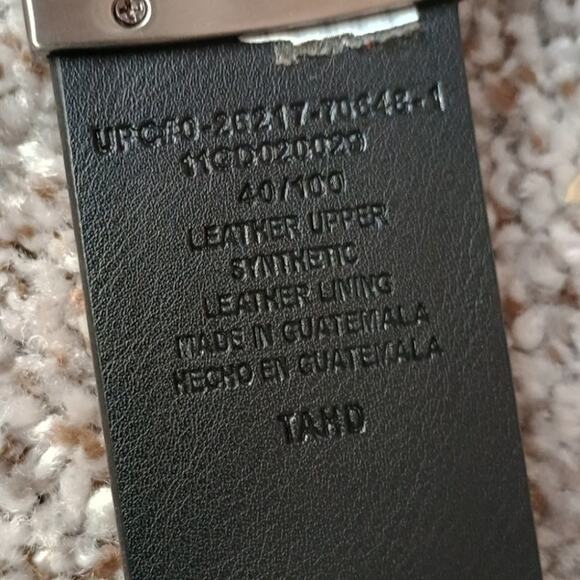 UPC#0-26217-70648-1
11GD020029
40/100
LEATHER UPPER
SYNTHETIC
LEATHER LINING
MADE IN GUATEMALA
HECHO EN GUATEMALA
TAHD